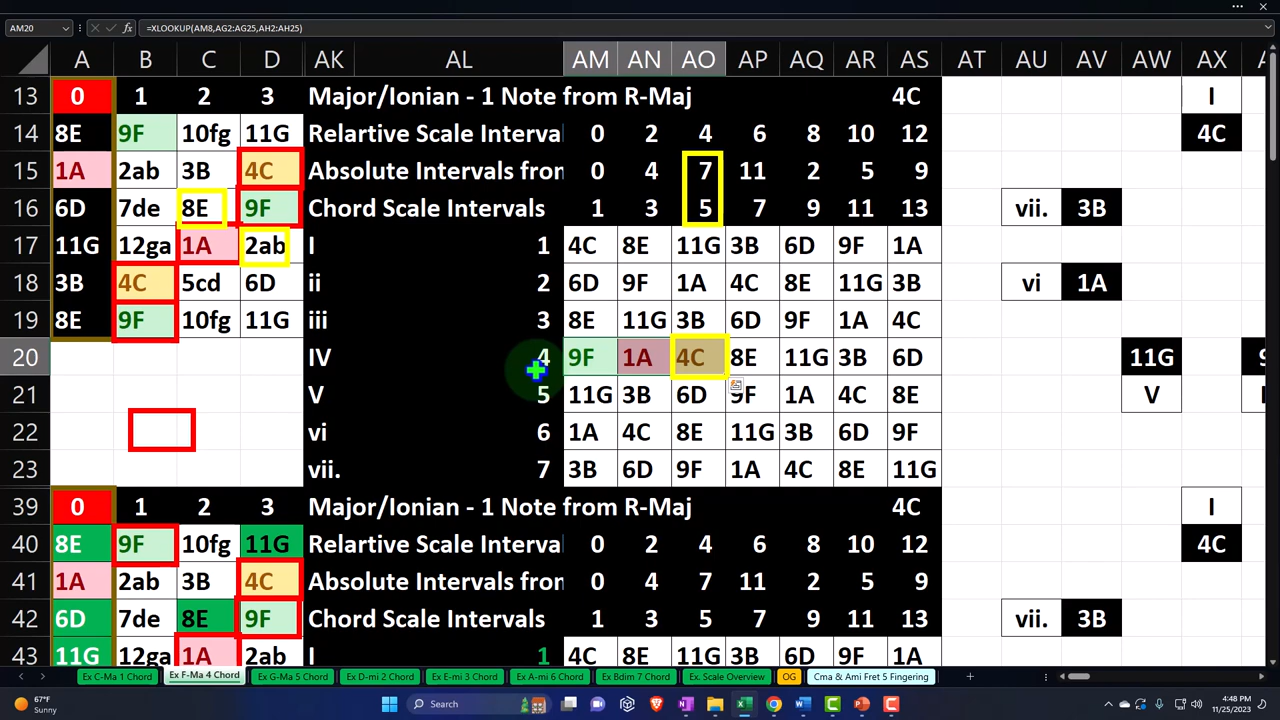 AM20 =XLOOKUP(AM8,AG2:AG25,AH2:AH25)
A B C D AK AL AM AN AO AP AQ AR AS AT AU AV AW AX
13 0 1 2 3 Major/Ionian - 1 Note from R-Maj 4C I
14 8E 9F 10fg 11G Relartive Scale Interva 0 2 4 6 8 10 12 4C
15 1A 2ab 3B 4C Absolute Intervals fron 0 4 7 11 2 5 9
16 6D 7de 8E 9F Chord Scale Intervals 1 3 5 7 9 11 13 vii. 3B
17 11G 12ga 1A 2ab I 1 4C 8E 11G 3B 6D 9F 1A
18 3B 4C 5cd 6D ii 2 6D 9F 1A 4C 8E 11G 3B vi 1A
19 8E 9F 10fg 11G iii 3 8E 11G 3B 6D 9F 1A 4C
20 IV 4 9F 1A 4C 8E 11G 3B 6D 11G
21 V 5 11G 3B 6D 9F 1A 4C 8E V
22 vi 6 1A 4C 8E 11G 3B 6D 9F
23 vii. 7 3B 6D 9F 1A 4C 8E 11G
39 0 1 2 3 Major/Ionian - 1 Note from R-Maj 4C I
40 8E 9F 10fg 11G Relartive Scale Interva 0 2 4 6 8 10 12 4C
41 1A 2ab 3B 4C Absolute Intervals fron 0 4 7 11 2 5 9
42 6D 7de 8E 9F Chord Scale Intervals 1 3 5 7 9 11 13 vii. 3B
43 11G 12ga 1A 2ab I 1 4C 8E 11G 3B 6D 9F 1A
Ex C-Ma 1 Chord Ex F-Ma 4 Chord Ex G-Ma 5 Chord Ex D-mi 2 Chord Ex E-mi 3 Chord Ex A-mi 6 Chord Ex Bdim 7 Chord Ex. Scale Overview OG Cma & Ami Fret 5 Fingering
67°F
Sunny
Search
4:48 PM
11/25/2023